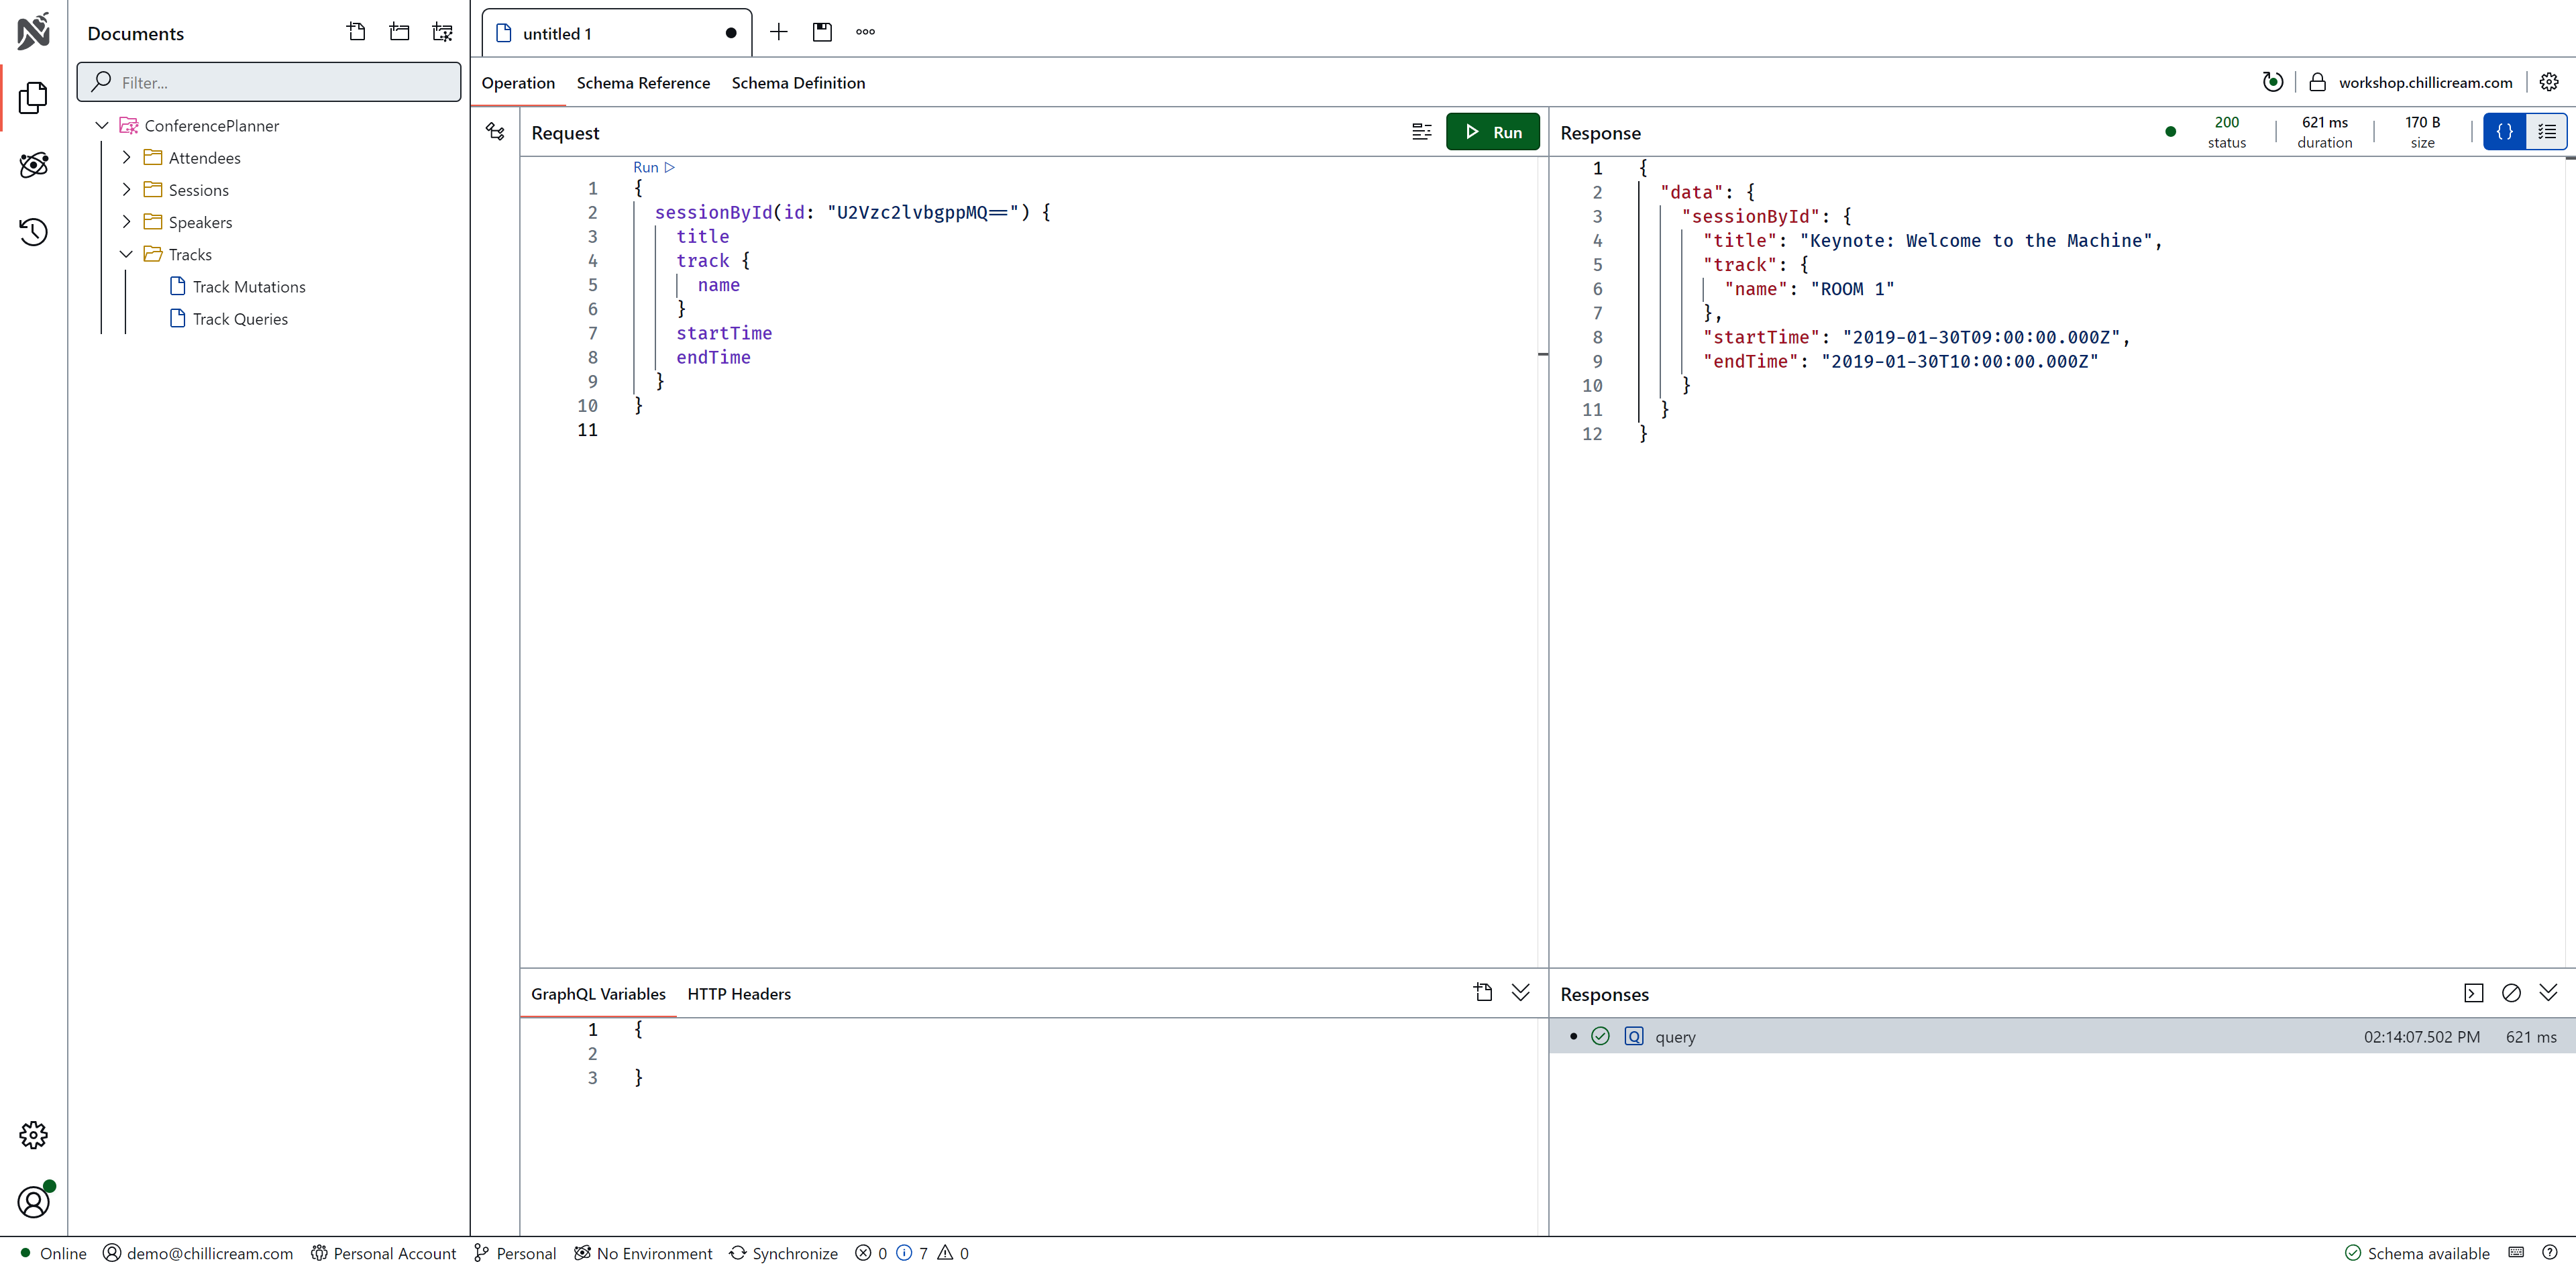 Documents
Filter...
ConferencePlanner
Attendees
Sessions
Speakers
Tracks
Track Mutations
Track Queries
untitled 1
Operation Schema Reference Schema Definition
workshop.chillicream.com
Request
Run
Run
1 {
2 sessionById(id: "U2Vzc2lvbgppMQ==") {
3 title
4 track {
5 name
6 }
7 startTime
8 endTime
9 }
10 }
11
Response
200 status
621 ms duration
170 B size
{ }
1 {
2 "data": {
3 "sessionById": {
4 "title": "Keynote: Welcome to the Machine",
5 "track": {
6 "name": "ROOM 1"
7 },
8 "startTime": "2019-01-30T09:00:00.000Z",
9 "endTime": "2019-01-30T10:00:00.000Z"
10 }
11 }
12 }
GraphQL Variables HTTP Headers
1 {
2
3 }
Responses
Q query 02:14:07.502 PM 621 ms
Online demo@chillicream.com Personal Account Personal No Environment Synchronize 0 7 0 Schema available